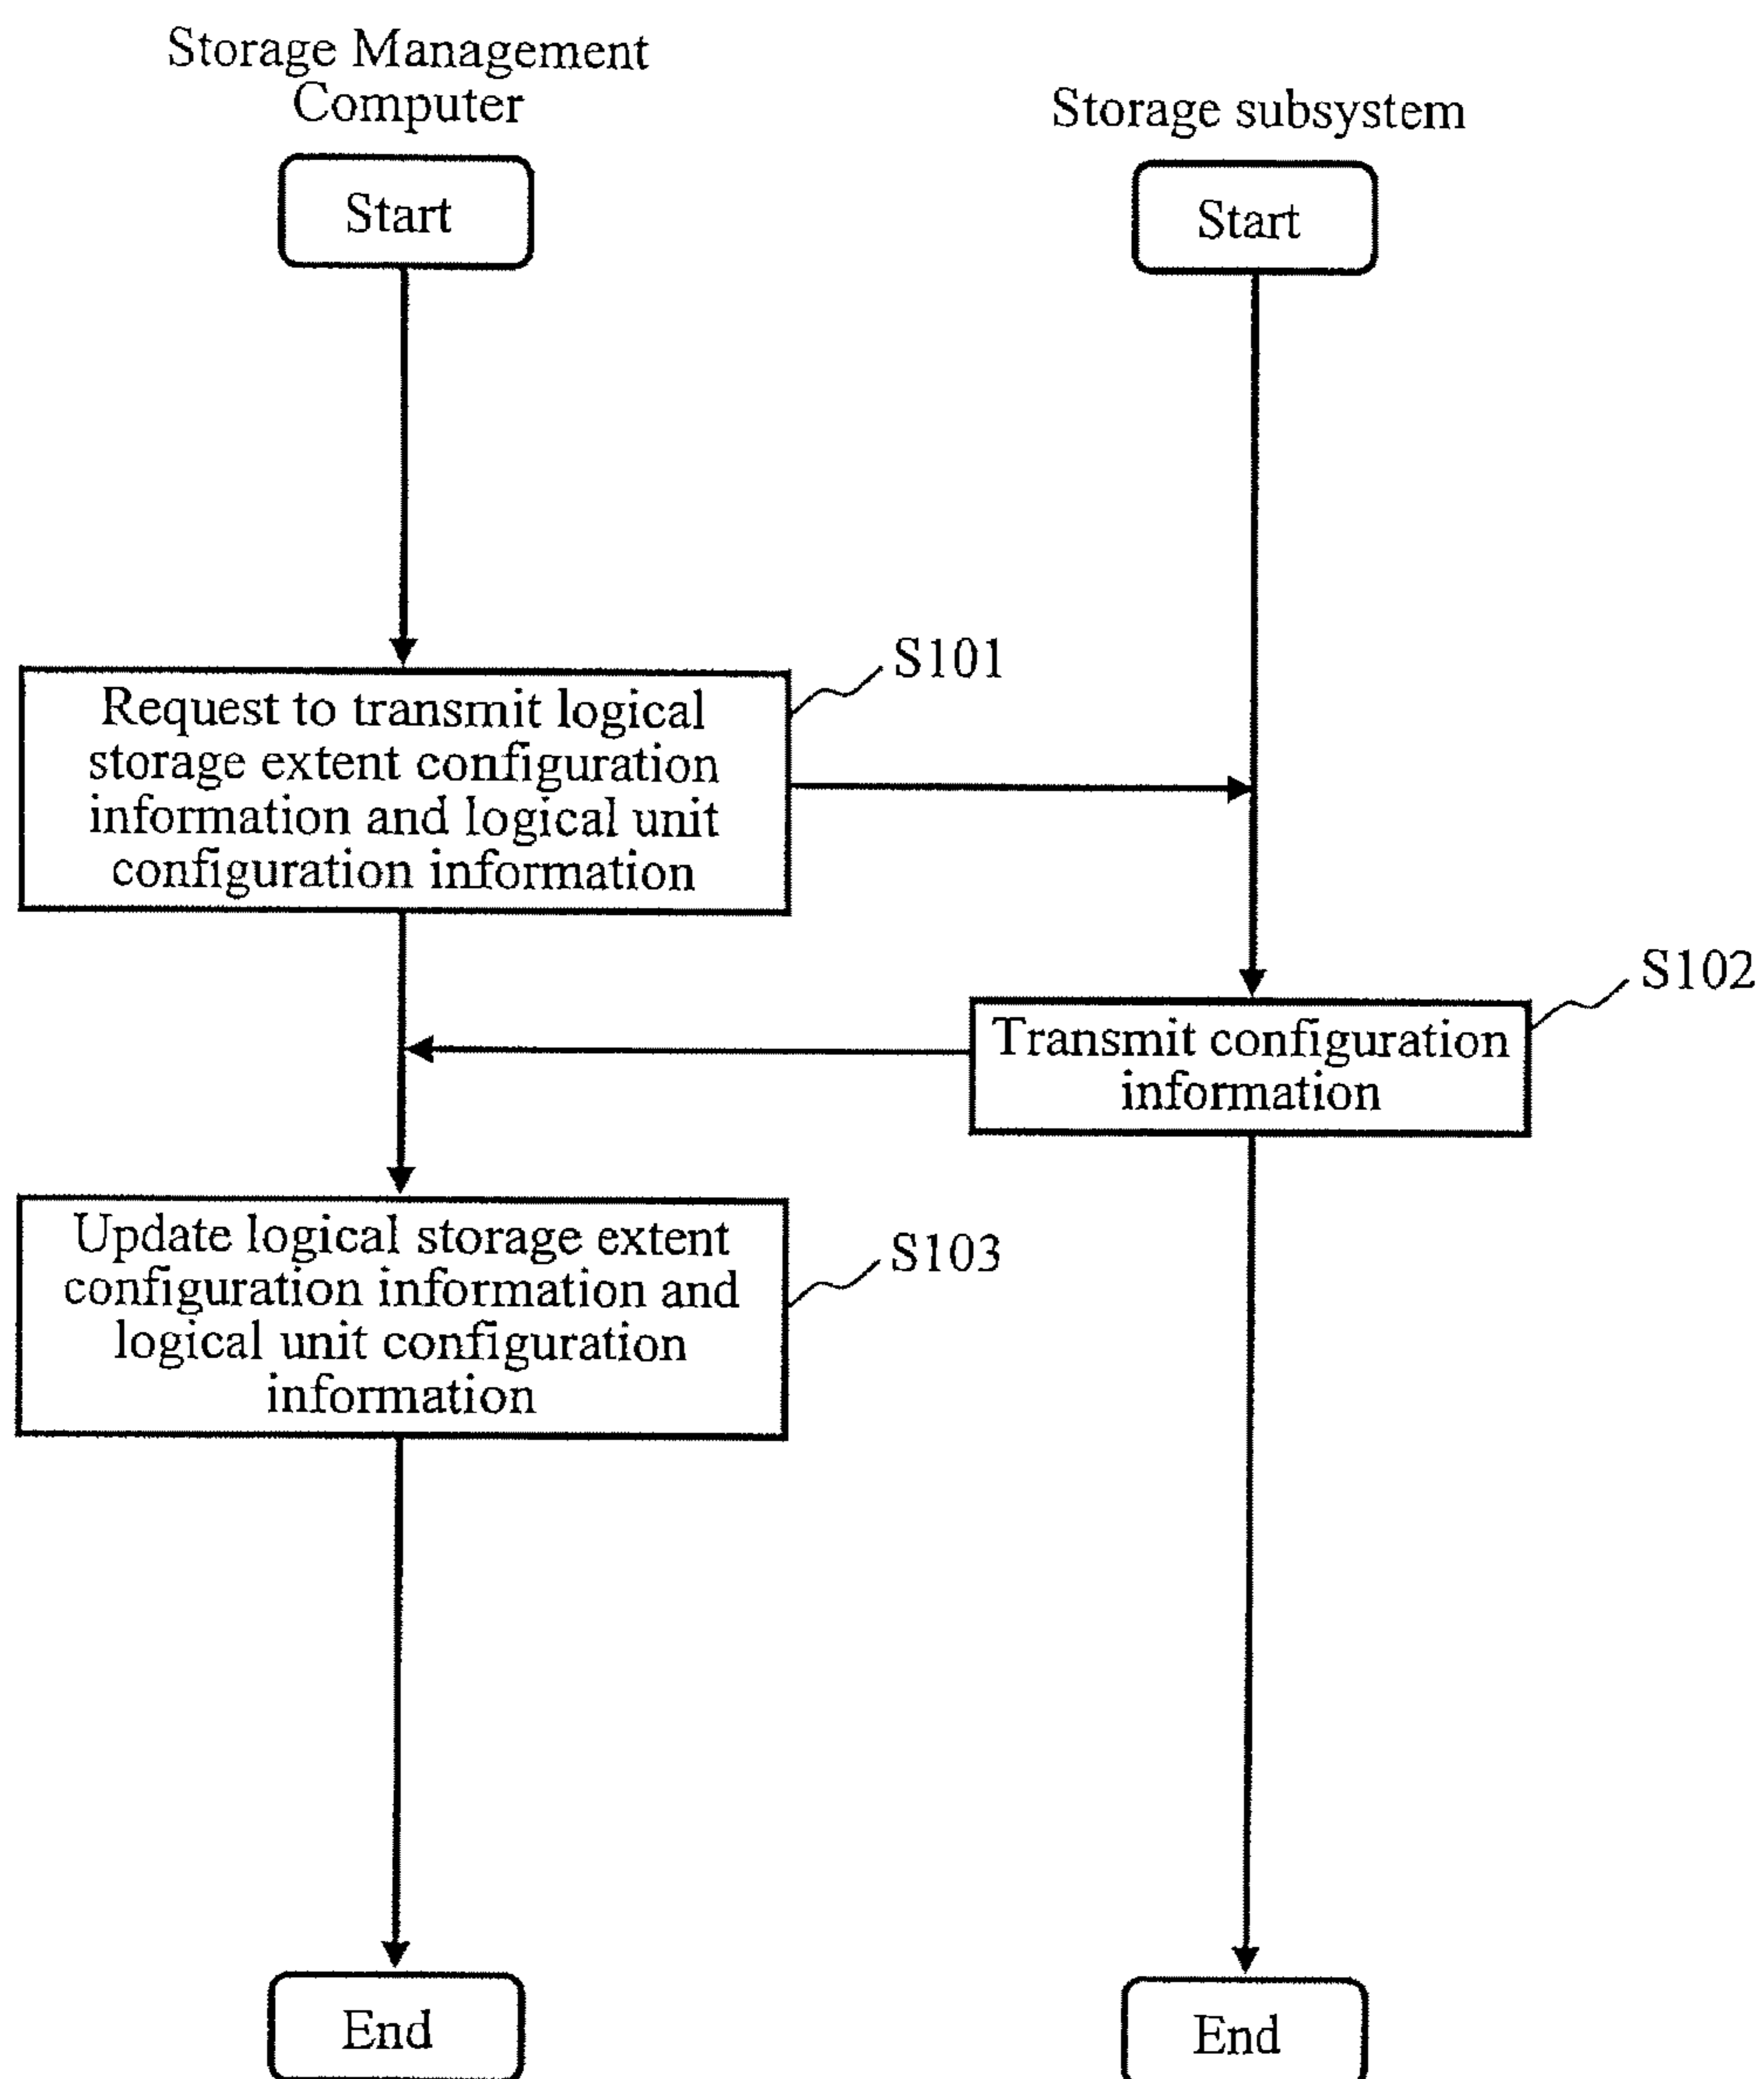 Storage Management
Computer
Storage subsystem
Start
Start
S101
Request to transmit logical
storage extent configuration
information and logical unit
configuration information
S102
Transmit configuration
information
S103
Update logical storage extent
configuration information and
logical unit configuration
information
End
End